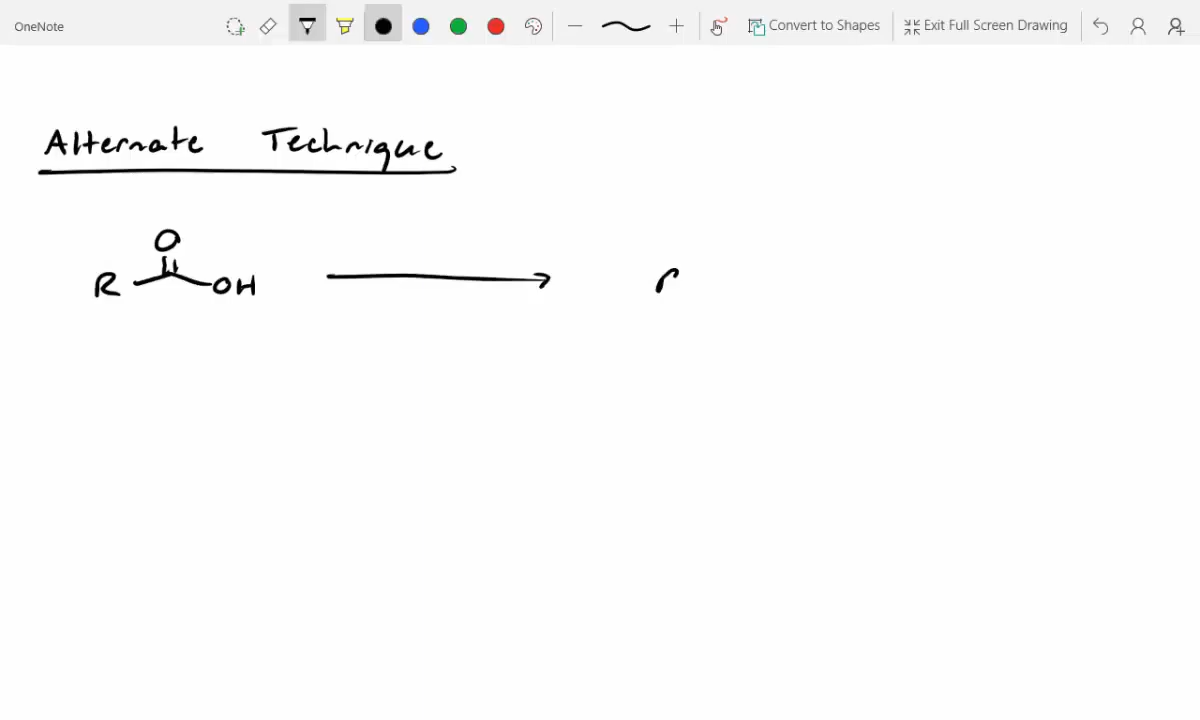 OneNote
Convert to Shapes
Exit Full Screen Drawing
Alternate Technique
O
R OH